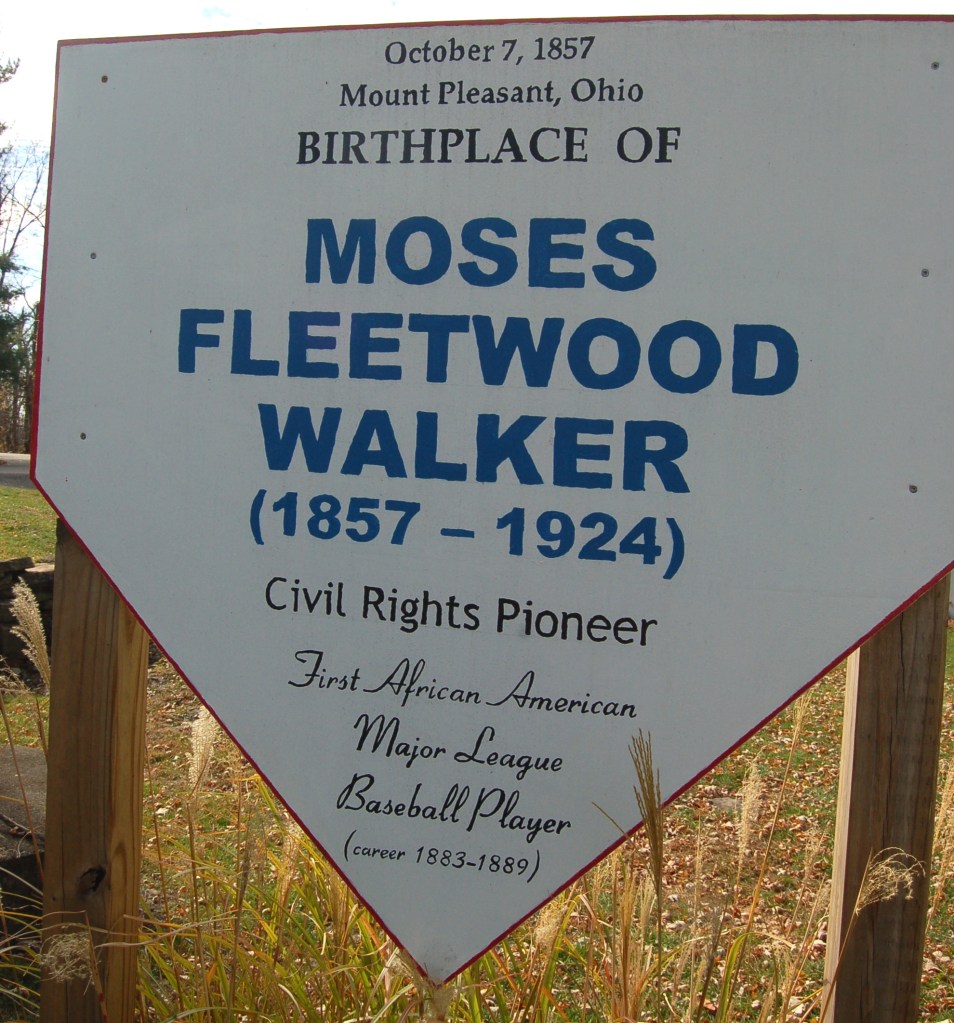 October 7, 1857
Mount Pleasant, Ohio
BIRTHPLACE OF
MOSES
FLEETWOOD
WALKER
(1857 – 1924)
Civil Rights Pioneer
First African American
Major League
Baseball Player
(career 1883-1889)